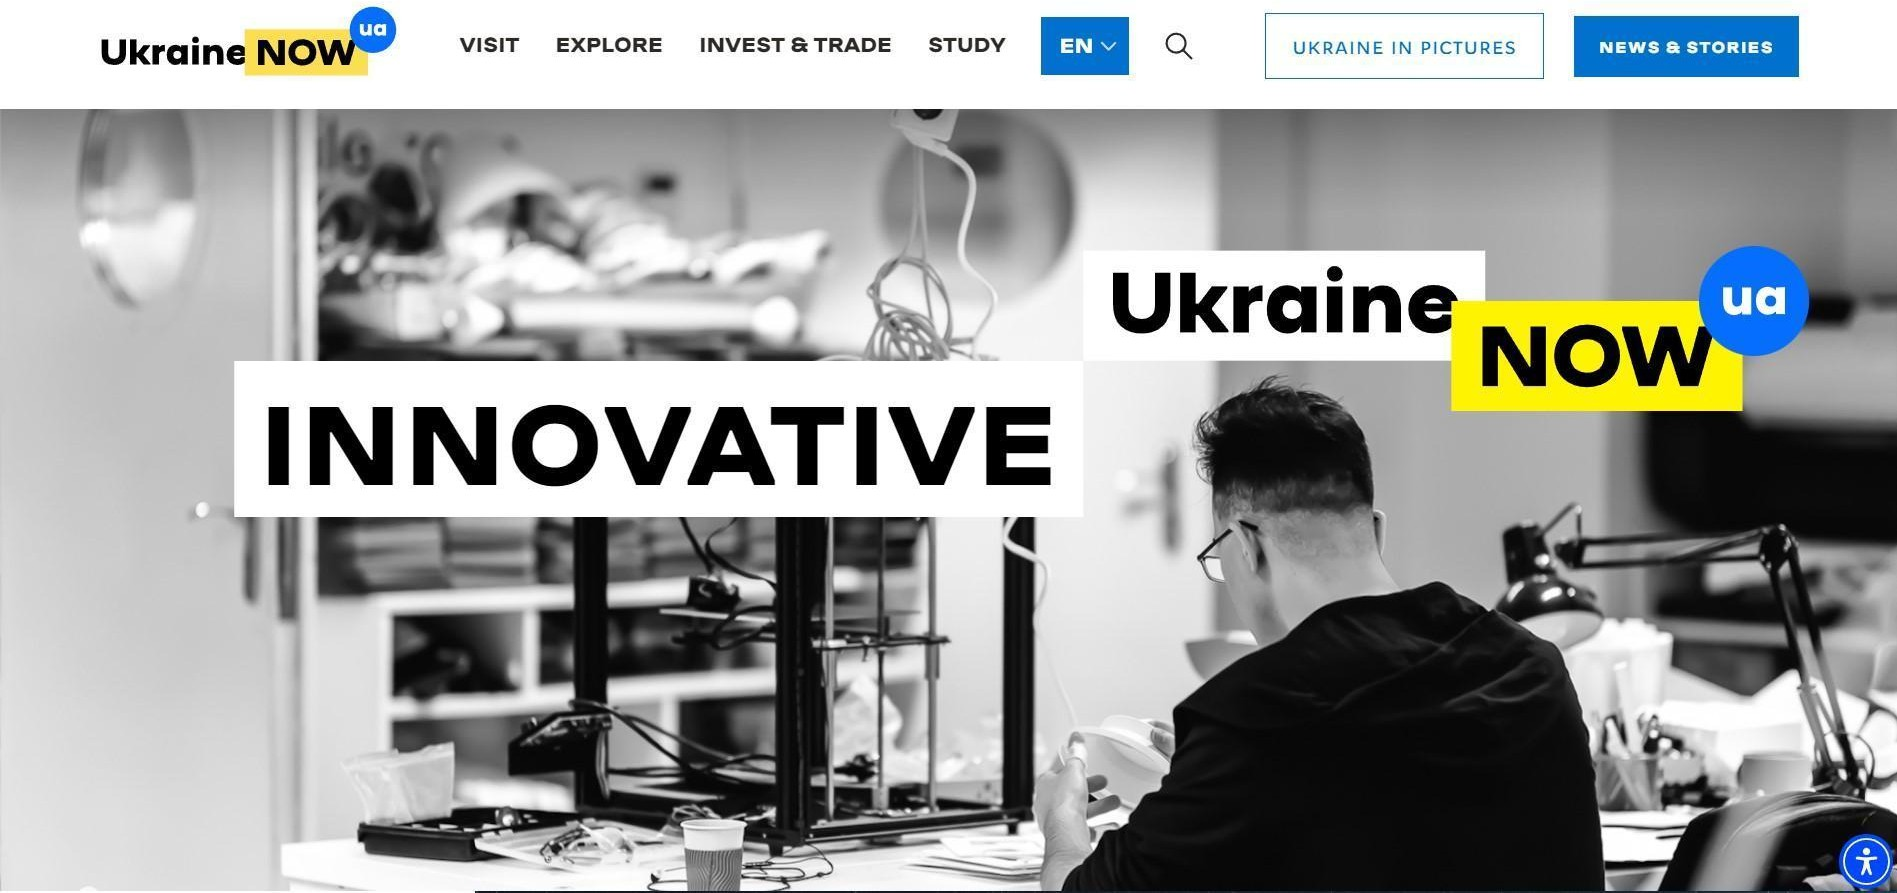 Ukraine NOW ua
VISIT
EXPLORE
INVEST & TRADE
STUDY
EN
UKRAINE IN PICTURES
NEWS & STORIES
Ukraine
NOW
ua
INNOVATIVE